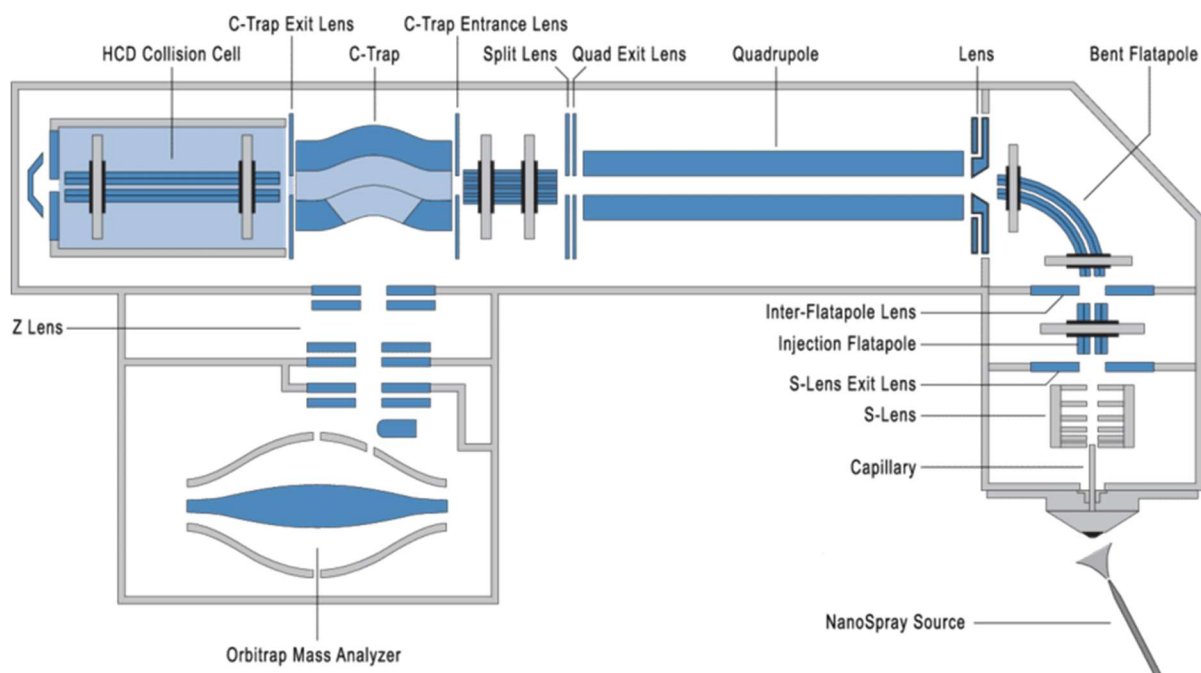 C-Trap Exit Lens
C-Trap Entrance Lens
HCD Collision Cell
C-Trap
Split Lens
Quad Exit Lens
Quadrupole
Lens
Bent Flatapole
Z Lens
Inter-Flatapole Lens
Injection Flatapole
S-Lens Exit Lens
S-Lens
Capillary
NanoSpray Source
Orbitrap Mass Analyzer